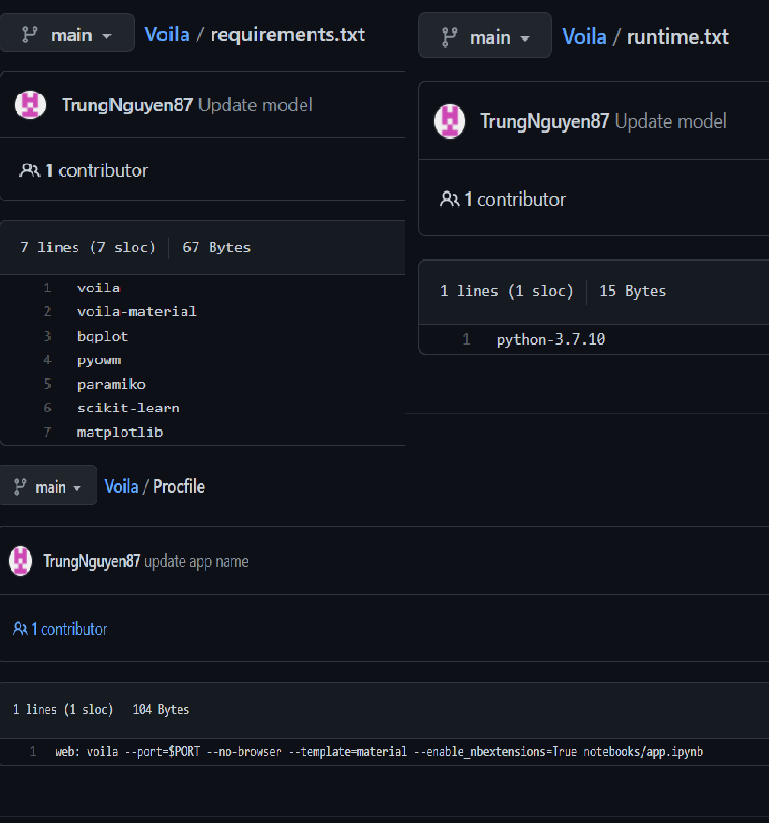 main
Voila / requirements.txt
TrungNguyen87 Update model
1 contributor
7 lines (7 sloc) 67 Bytes
1 voila
2 voila-material
3 bqplot
4 pyowm
5 paramiko
6 scikit-learn
7 matplotlib
main
Voila / runtime.txt
TrungNguyen87 Update model
1 contributor
1 lines (1 sloc) 15 Bytes
1 python-3.7.10
main
Voila / Procfile
TrungNguyen87 update app name
1 contributor
1 lines (1 sloc) 104 Bytes
1 web: voila --port=$PORT --no-browser --template=material --enable_nbextensions=True notebooks/app.ipynb